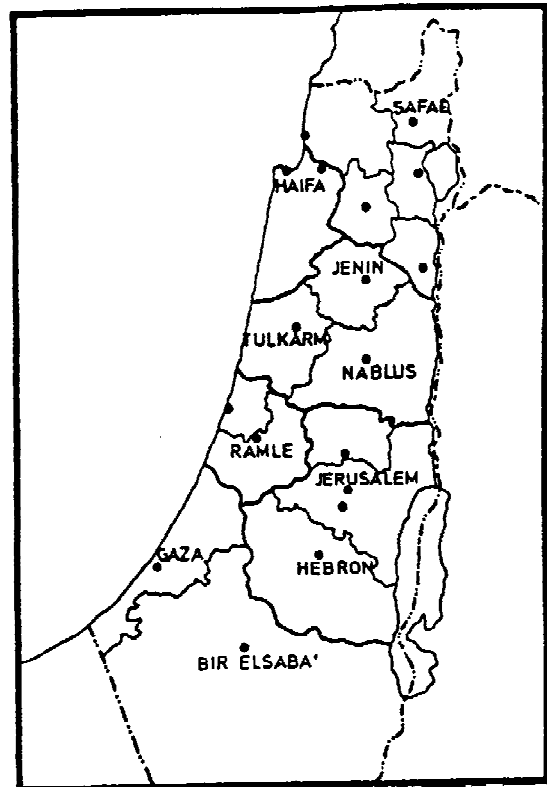 SAFAD
HAIFA
JENIN
TULKARM
NABLUS
RAMLE
JERUSALEM
GAZA
HEBRON
BIR ELSABA'